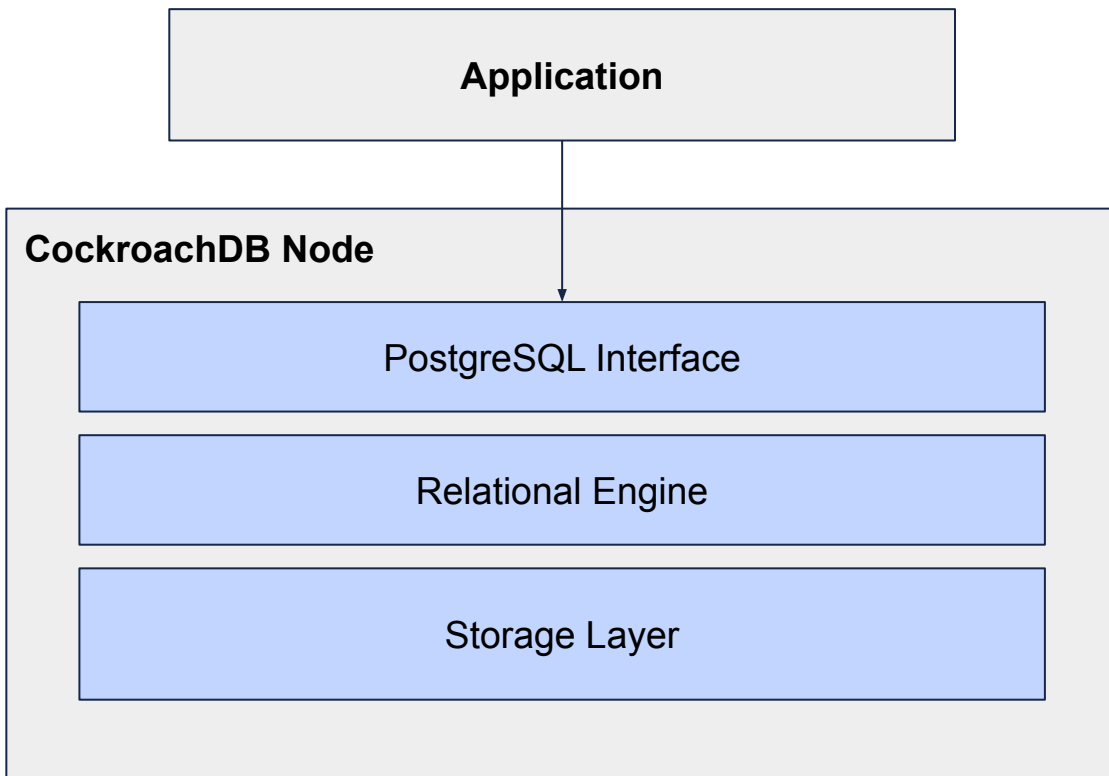 Application
CockroachDB Node
PostgreSQL Interface
Relational Engine
Storage Layer